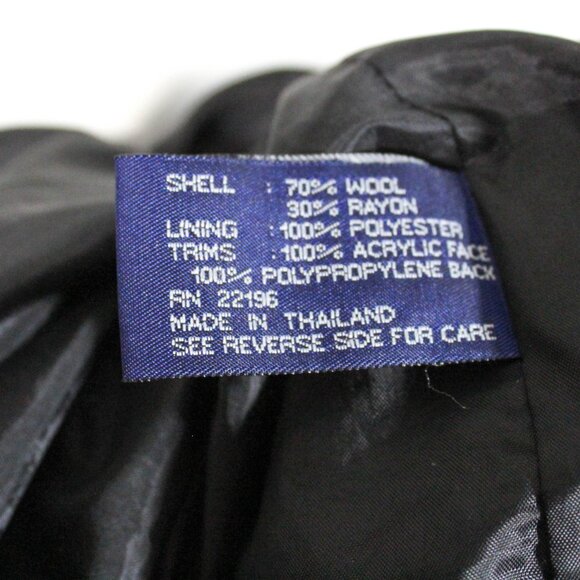 SHELL : 70% WOOL
30% RAYON
LINING :100% POLYESTER
TRIMS :100% ACRYLIC FACE
100% POLYPROPYLENE BACK
RN 22196
MADE IN THAILAND
SEE REVERSE SIDE FOR CARE